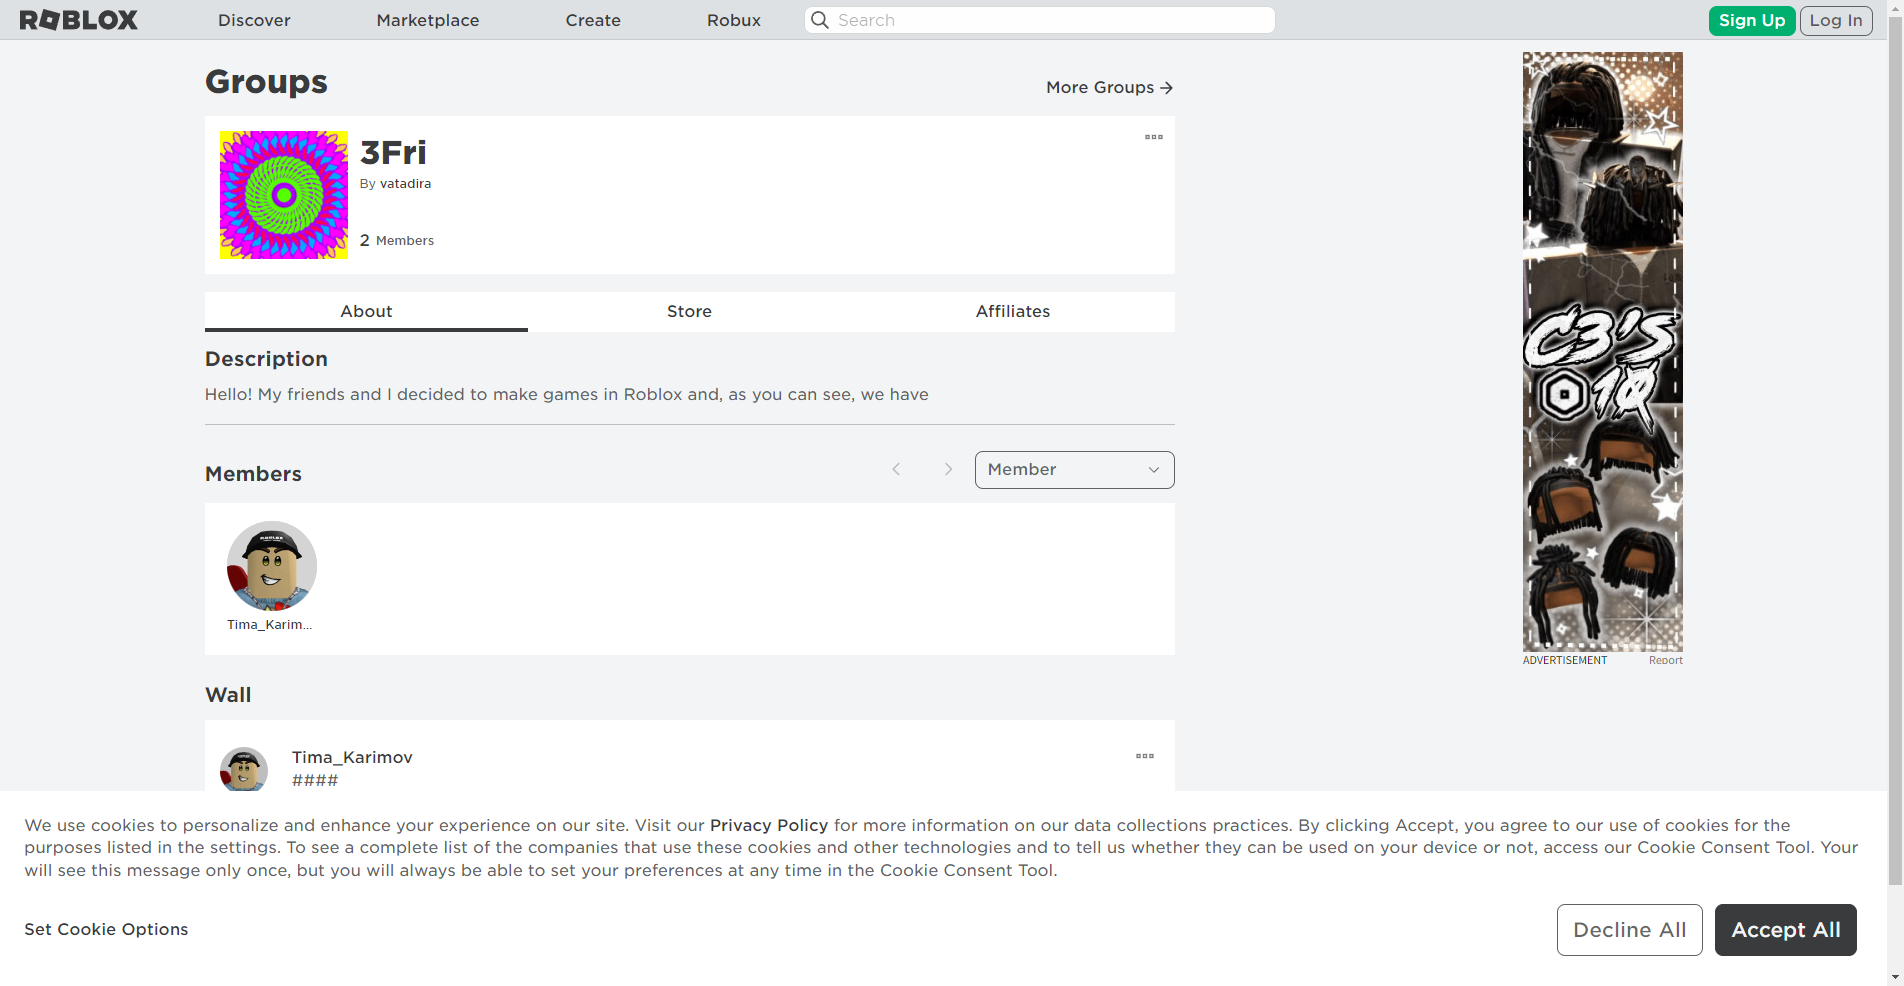 ROBLOX
Discover
Marketplace
Create
Robux
Search
Sign Up
Log In
Groups
More Groups →
3Fri
By vatadira
2 Members
About
Store
Affiliates
Description
Hello! My friends and I decided to make games in Roblox and, as you can see, we have
Members
Member
Tima_Karim...
Wall
Tima_Karimov
####
C3'S
10
ADVERTISEMENT
Report
We use cookies to personalize and enhance your experience on our site. Visit our Privacy Policy for more information on our data collections practices. By clicking Accept, you agree to our use of cookies for the
purposes listed in the settings. To see a complete list of the companies that use these cookies and other technologies and to tell us whether they can be used on your device or not, access our Cookie Consent Tool. Your
will see this message only once, but you will always be able to set your preferences at any time in the Cookie Consent Tool.
Set Cookie Options
Decline All
Accept All